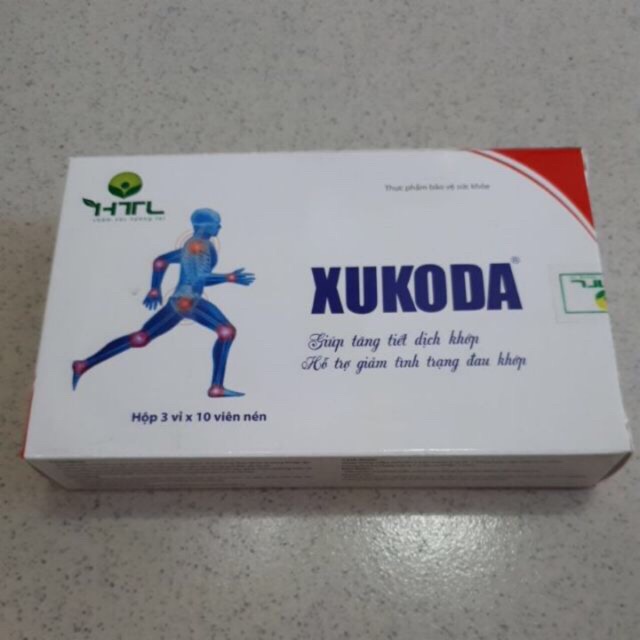 HTL
Thực phẩm bảo vệ sức khỏe
XUKODA®
Giúp tăng tiết dịch khớp
Hỗ trợ giảm tình trạng đau khớp
Hộp 3 vỉ x 10 viên nén